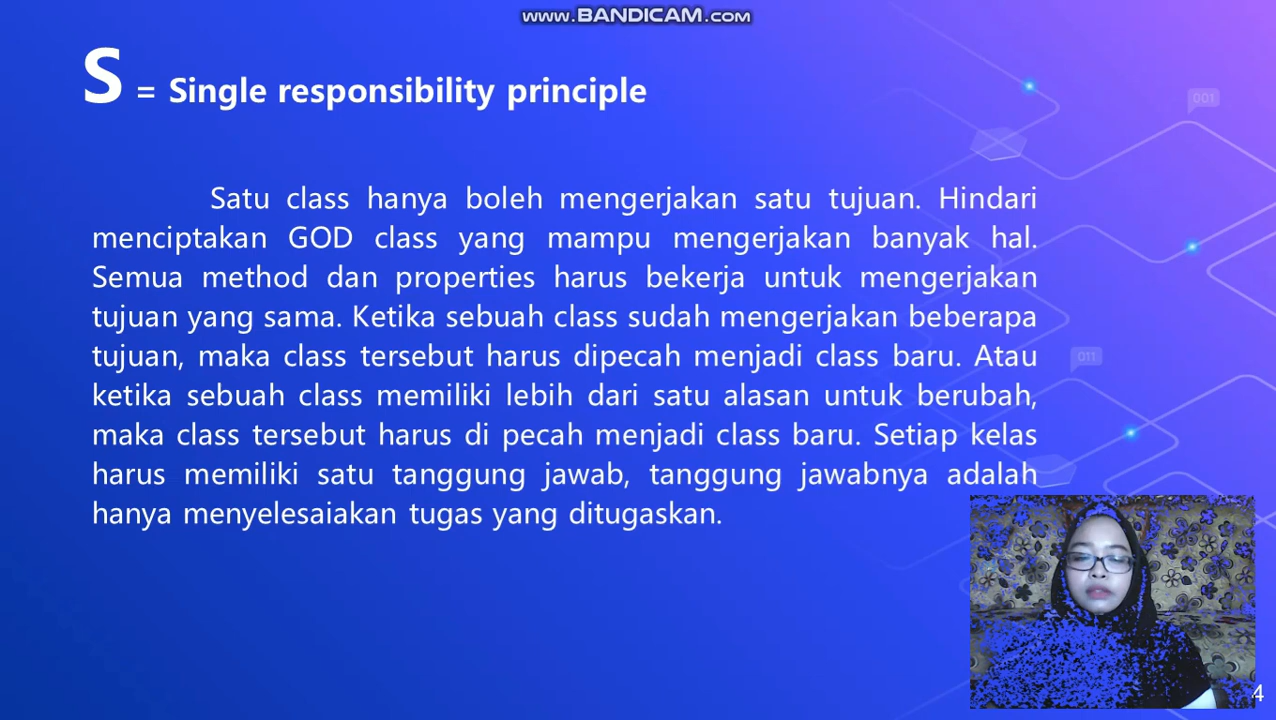 www.BANDICAM.com
S = Single responsibility principle
001
Satu class hanya boleh mengerjakan satu tujuan. Hindari
menciptakan GOD class yang mampu mengerjakan banyak hal.
Semua method dan properties harus bekerja untuk mengerjakan
tujuan yang sama. Ketika sebuah class sudah mengerjakan beberapa
tujuan, maka class tersebut harus dipecah menjadi class baru. Atau
011
ketika sebuah class memiliki lebih dari satu alasan untuk berubah,
maka class tersebut harus di pecah menjadi class baru. Setiap kelas
harus memiliki satu tanggung jawab, tanggung jawabnya adalah
hanya menyelesaiakan tugas yang ditugaskan.
4